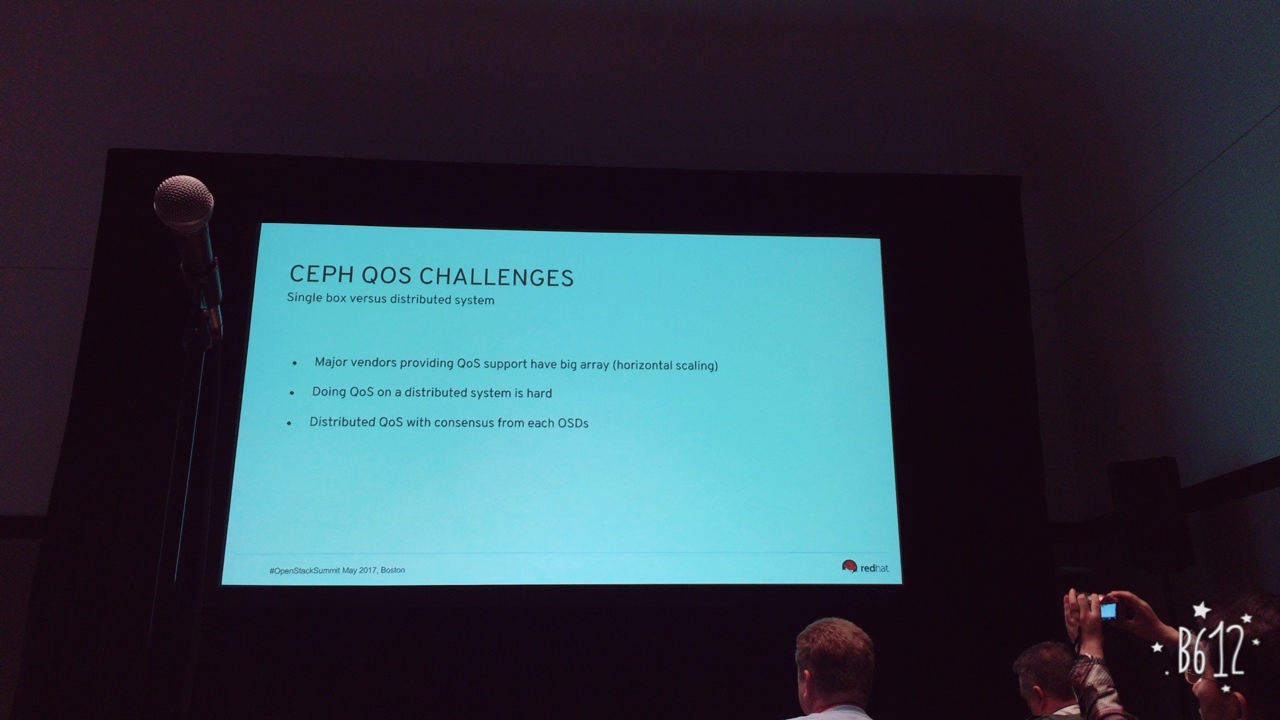 CEPH QOS CHALLENGES
Single box versus distributed system
• Major vendors providing QoS support have big array (horizontal scaling)
• Doing QoS on a distributed system is hard
• Distributed QoS with consensus from each OSDs
#OpenStackSummit May 2017, Boston
redhat.
B612